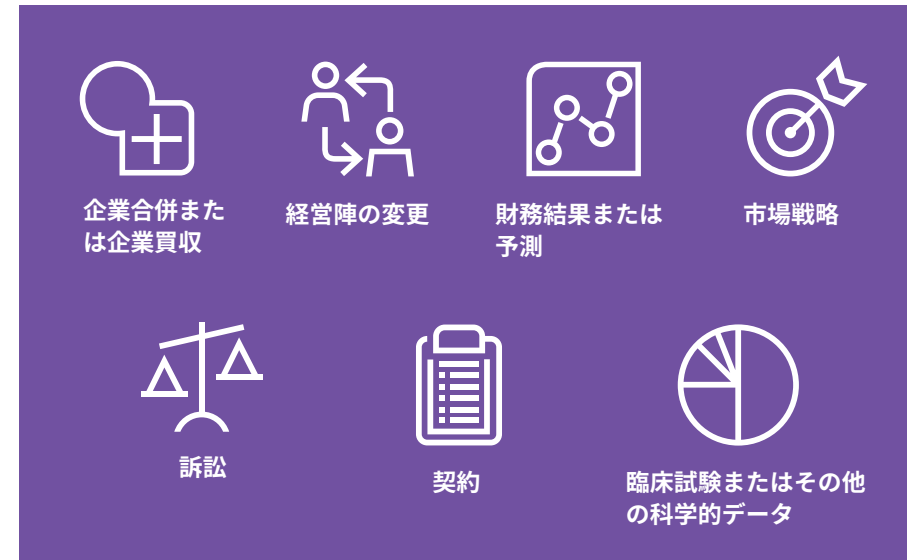 企業合併また
は企業買収
経営陣の変更
財務結果または
予測
市場戦略
訴訟
契約
臨床試験またはその他
の科学的データ